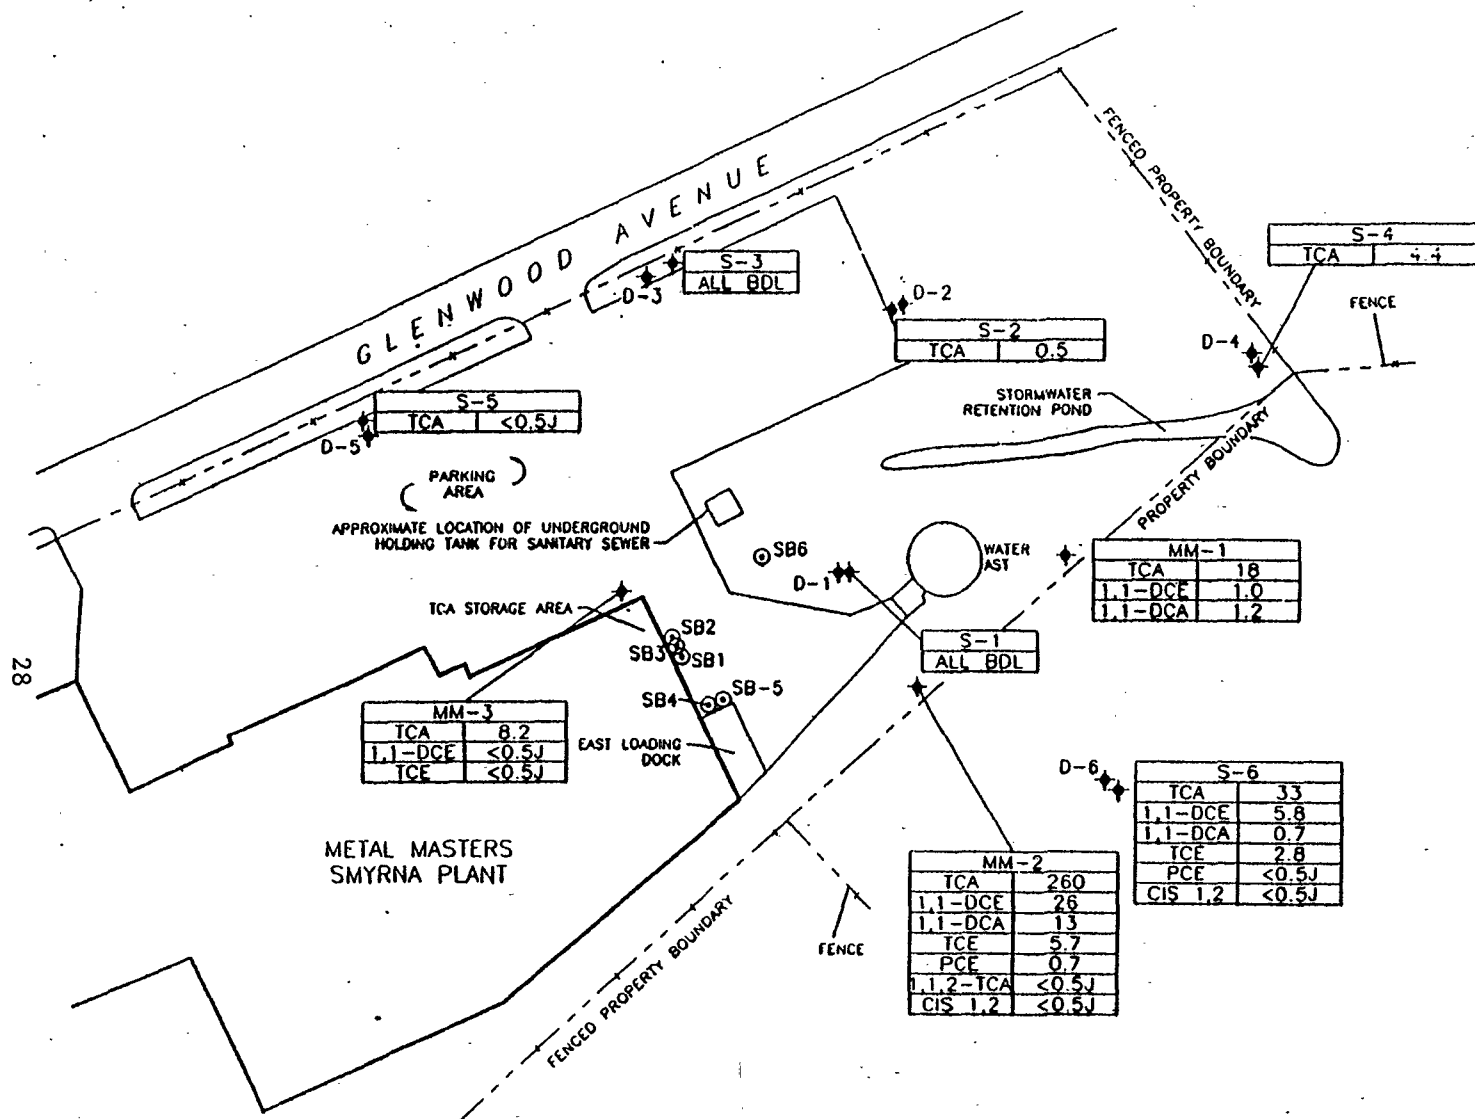 GLENWOOD AVENUE
FENCED PROPERTY BOUNDARY
S-4
TCA 4.4
FENCE
D-4
D-3
S-3
ALL BDL
D-2
S-2
TCA 0.5
STORMWATER
RETENTION POND
PROPERTY BOUNDARY
S-5
TCA <0.5J
D-5
PARKING
AREA
APPROXIMATE LOCATION OF UNDERGROUND
HOLDING TANK FOR SANITARY SEWER
SB6
D-1
WATER
AST
MM-1
TCA 18
1,1-DCE 1.0
1,1-DCA 1.2
TCA STORAGE AREA
SB2
SB3
SB1
S-1
ALL BDL
SB4
SB-5
28
MM-3
TCA 8.2
1,1-DCE <0.5J
TCE <0.5J
EAST LOADING
DOCK
D-6
S-6
TCA 33
1,1-DCE 5.8
1,1-DCA 0.7
TCE 2.8
PCE <0.5J
CIS 1,2 <0.5J
METAL MASTERS
SMYRNA PLANT
MM-2
TCA 260
1,1-DCE 26
1,1-DCA 13
TCE 5.7
PCE 0.7
1,1,2-TCA <0.5J
CIS 1,2 <0.5J
FENCE
FENCED PROPERTY BOUNDARY